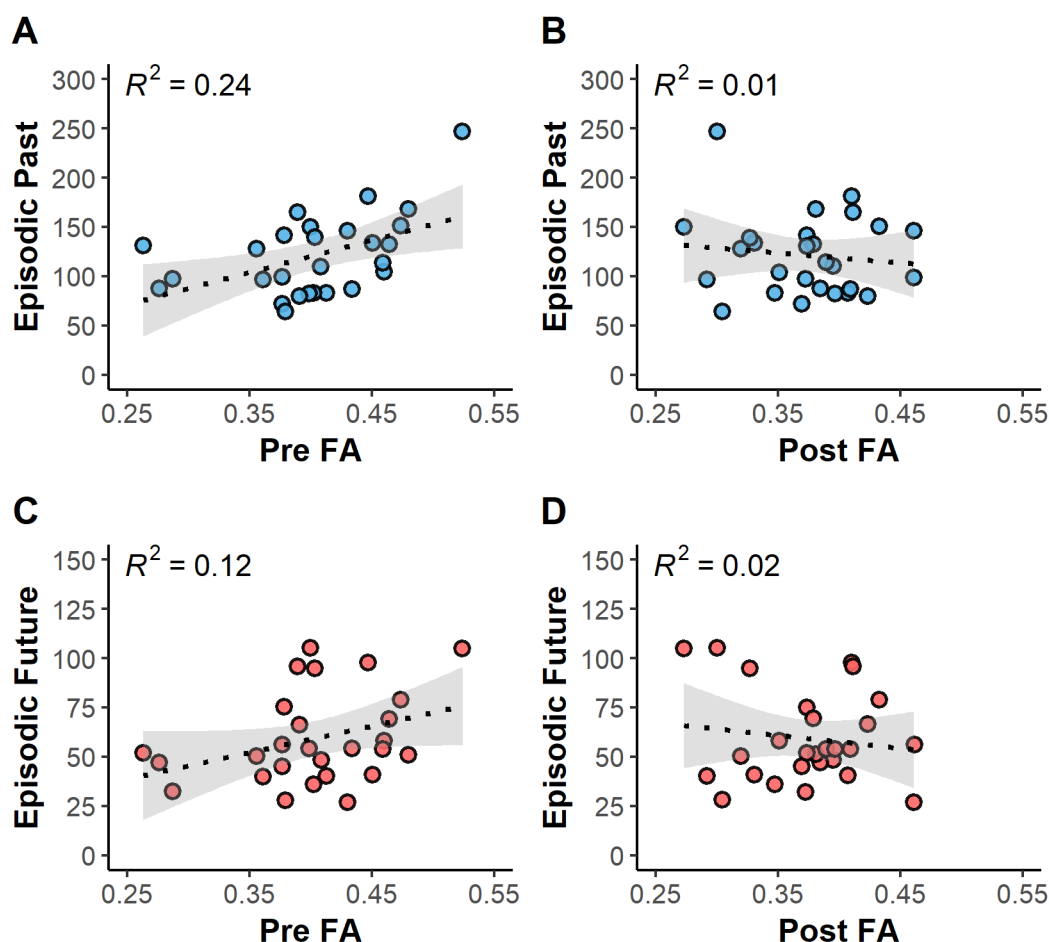 A
R² = 0.24
Episodic Past
300
250
200
150
100
50
0
0.25 0.35 0.45 0.55
Pre FA
B
R² = 0.01
Episodic Past
300
250
200
150
100
50
0
0.25 0.35 0.45 0.55
Post FA
C
R² = 0.12
Episodic Future
150
125
100
75
50
25
0
0.25 0.35 0.45 0.55
Pre FA
D
R² = 0.02
Episodic Future
150
125
100
75
50
25
0
0.25 0.35 0.45 0.55
Post FA